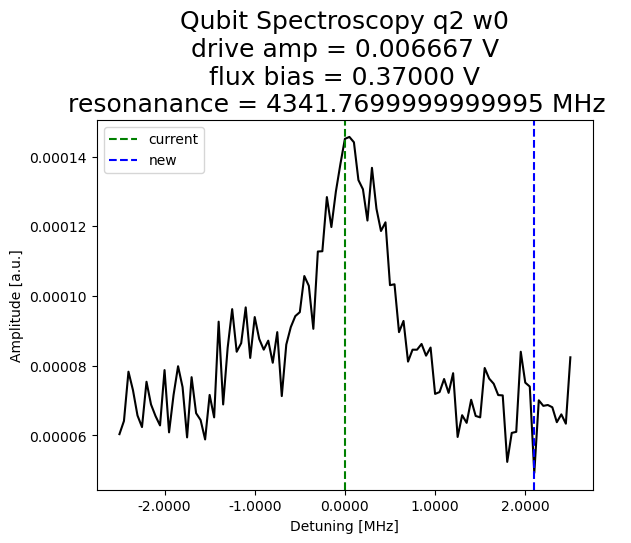 Qubit Spectroscopy q2 w0
drive amp = 0.006667 V
flux bias = 0.37000 V
resonanance = 4341.7699999999995 MHz
current
new
0.00014
0.00012
0.00010
0.00008
0.00006
Amplitude [a.u.]
-2.0000 -1.0000 0.0000 1.0000 2.0000
Detuning [MHz]